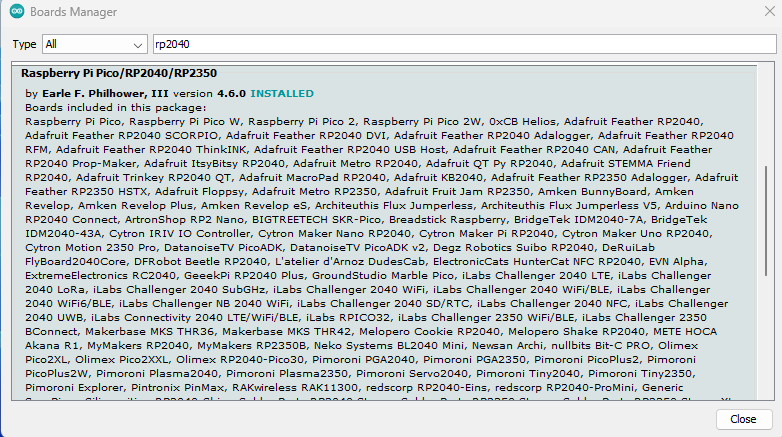 Boards Manager
Type All rp2040
Raspberry Pi Pico/RP2040/RP2350
by Earle F. Philhower, III version 4.6.0 INSTALLED
Boards included in this package:
Raspberry Pi Pico, Raspberry Pi Pico W, Raspberry Pi Pico 2, Raspberry Pi Pico 2W, 0xCB Helios, Adafruit Feather RP2040,
Adafruit Feather RP2040 SCORPIO, Adafruit Feather RP2040 DVI, Adafruit Feather RP2040 Adalogger, Adafruit Feather RP2040
RFM, Adafruit Feather RP2040 ThinkINK, Adafruit Feather RP2040 USB Host, Adafruit Feather RP2040 CAN, Adafruit Feather
RP2040 Prop-Maker, Adafruit ItsyBitsy RP2040, Adafruit Metro RP2040, Adafruit QT Py RP2040, Adafruit STEMMA Friend
RP2040, Adafruit Trinkey RP2040 QT, Adafruit MacroPad RP2040, Adafruit KB2040, Adafruit Feather RP2350 Adalogger, Adafruit
Feather RP2350 HSTX, Adafruit Floppsy, Adafruit Metro RP2350, Adafruit Fruit Jam RP2350, Amken BunnyBoard, Amken
Revelop, Amken Revelop Plus, Amken Revelop eS, Architeuthis Flux Jumperless, Architeuthis Flux Jumperless V5, Arduino Nano
RP2040 Connect, ArtronShop RP2 Nano, BIGTREETECH SKR-Pico, Breadstick Raspberry, BridgeTek IDM2040-7A, BridgeTek
IDM2040-43A, Cytron IRIV IO Controller, Cytron Maker Nano RP2040, Cytron Maker Pi RP2040, Cytron Maker Uno RP2040,
Cytron Motion 2350 Pro, DatanoiseTV PicoADK, DatanoiseTV PicoADK v2, Degz Robotics Suibo RP2040, DeRuiLab
FlyBoard2040Core, DFRobot Beetle RP2040, L'atelier d'Arnoz DudesCab, ElectronicCats HunterCat NFC RP2040, EVN Alpha,
ExtremeElectronics RC2040, GeeekPi RP2040 Plus, GroundStudio Marble Pico, iLabs Challenger 2040 LTE, iLabs Challenger
2040 LoRa, iLabs Challenger 2040 SubGHz, iLabs Challenger 2040 WiFi, iLabs Challenger 2040 WiFi/BLE, iLabs Challenger
2040 WiFi6/BLE, iLabs Challenger NB 2040 WiFi, iLabs Challenger 2040 SD/RTC, iLabs Challenger 2040 NFC, iLabs Challenger
2040 UWB, iLabs Connectivity 2040 LTE/WiFi/BLE, iLabs RPICO32, iLabs Challenger 2350 WiFi/BLE, iLabs Challenger 2350
BConnect, Makerbase MKS THR36, Makerbase MKS THR42, Melopero Cookie RP2040, Melopero Shake RP2040, METE HOCA
Akana R1, MyMakers RP2040, MyMakers RP2350B, Neko Systems BL2040 Mini, Newsan Archi, nullbits Bit-C PRO, Olimex
Pico2XL, Olimex Pico2XXL, Olimex RP2040-Pico30, Pimoroni PGA2040, Pimoroni PGA2350, Pimoroni PicoPlus2, Pimoroni
PicoPlus2W, Pimoroni Plasma2040, Pimoroni Plasma2350, Pimoroni Servo2040, Pimoroni Tiny2040, Pimoroni Tiny2350,
Pimoroni Explorer, Pintronix PinMax, RAKwireless RAK11300, redscorp RP2040-Eins, redscorp RP2040-ProMini, Generic
Close